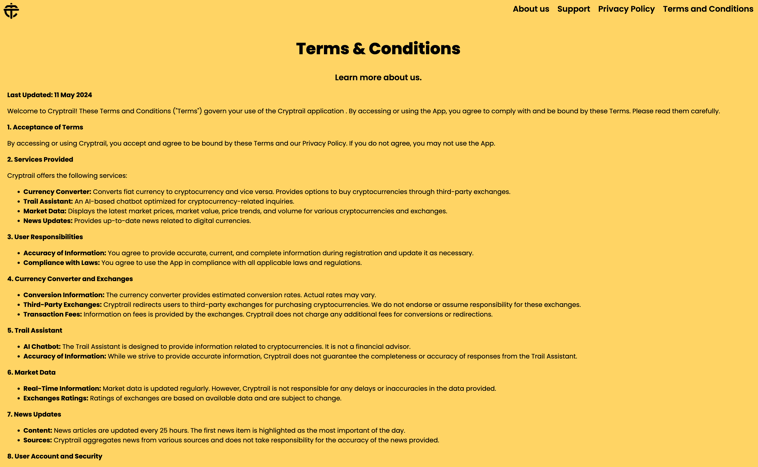 About us Support Privacy Policy Terms and Conditions
Terms & Conditions
Learn more about us.
Last Updated: 11 May 2024
Welcome to Cryptrail! These Terms and Conditions ("Terms") govern your use of the Cryptrail application . By accessing or using the App, you agree to comply with and be bound by these Terms. Please read them carefully.
1. Acceptance of Terms
By accessing or using Cryptrail, you accept and agree to be bound by these Terms and our Privacy Policy. If you do not agree, you may not use the App.
2. Services Provided
Cryptrail offers the following services:
• Currency Converter: Converts fiat currency to cryptocurrency and vice versa. Provides options to buy cryptocurrencies through third-party exchanges.
• Trail Assistant: An AI-based chatbot optimized for cryptocurrency-related inquiries.
• Market Data: Displays the latest market prices, market value, price trends, and volume for various cryptocurrencies and exchanges.
• News Updates: Provides up-to-date news related to digital currencies.
3. User Responsibilities
• Accuracy of Information: You agree to provide accurate, current, and complete information during registration and update it as necessary.
• Compliance with Laws: You agree to use the App in compliance with all applicable laws and regulations.
4. Currency Converter and Exchanges
• Conversion Information: The currency converter provides estimated conversion rates. Actual rates may vary.
• Third-Party Exchanges: Cryptrail redirects users to third-party exchanges for purchasing cryptocurrencies. We do not endorse or assume responsibility for these exchanges.
• Transaction Fees: Information on fees is provided by the exchanges. Cryptrail does not charge any additional fees for conversions or redirections.
5. Trail Assistant
• AI Chatbot: The Trail Assistant is designed to provide information related to cryptocurrencies. It is not a financial advisor.
• Accuracy of Information: While we strive to provide accurate information, Cryptrail does not guarantee the completeness or accuracy of responses from the Trail Assistant.
6. Market Data
• Real-Time Information: Market data is updated regularly. However, Cryptrail is not responsible for any delays or inaccuracies in the data provided.
• Exchanges Ratings: Ratings of exchanges are based on available data and are subject to change.
7. News Updates
• Content: News articles are updated every 25 hours. The first news item is highlighted as the most important of the day.
• Sources: Cryptrail aggregates news from various sources and does not take responsibility for the accuracy of the news provided.
8. User Account and Security